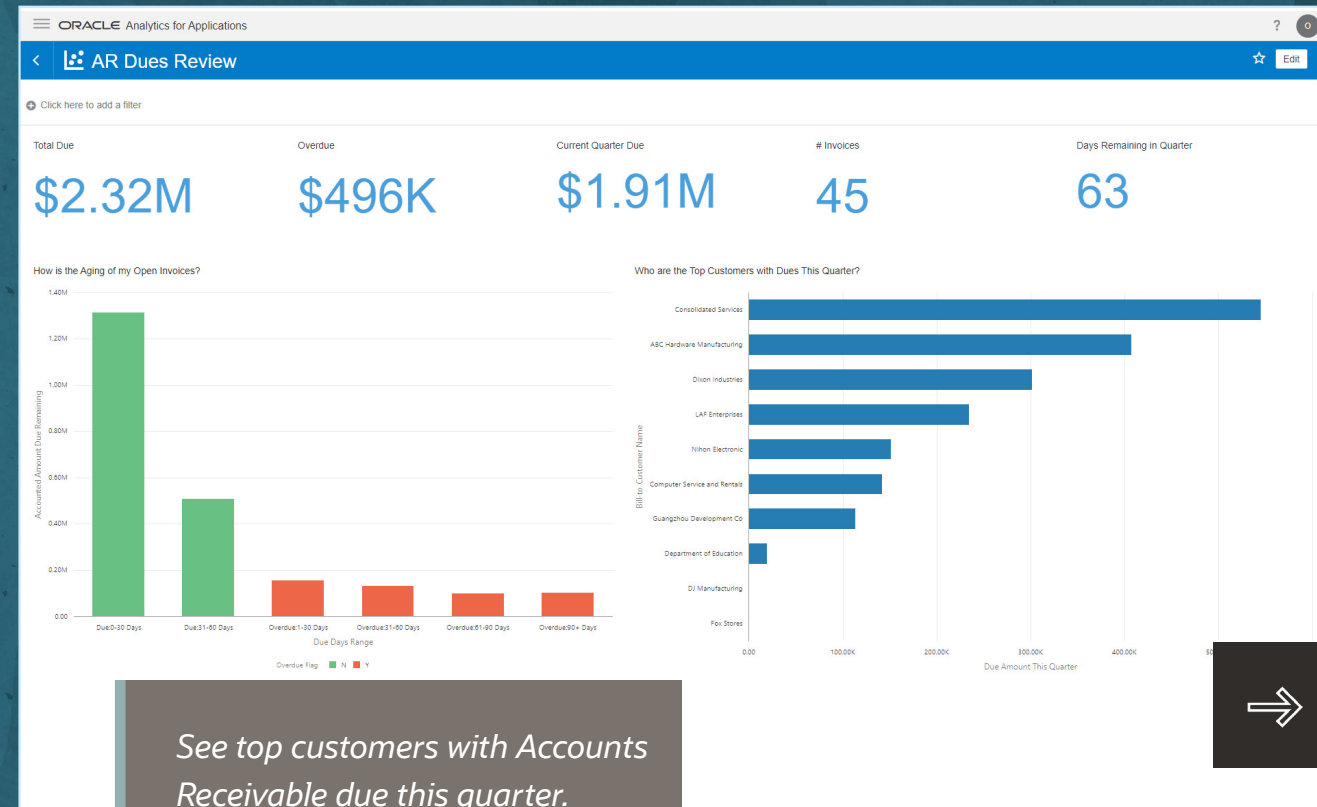 ORACLE Analytics for Applications
?
O
AR Dues Review
Edit
Click here to add a filter
Total Due
Overdue
Current Quarter Due
# Invoices
Days Remaining in Quarter
$2.32M
$496K
$1.91M
45
63
How is the Aging of my Open Invoices?
1.40M
1.20M
1.00M
0.80M
0.60M
0.40M
0.20M
0.00
Accounted Amount Due Remaining
Due:0-30 Days
Due:31-60 Days
Overdue:1-30 Days
Overdue:31-60 Days
Overdue:61-90 Days
Overdue:90+ Days
Due Days Range
Overdue Flag
N
Y
Who are the Top Customers with Dues This Quarter?
Bill-to Customer Name
Consolidated Services
ABC Hardware Manufacturing
Dixon Industries
LAF Enterprises
Nihon Electronic
Computer Service and Rentals
Guangzhou Development Co
Department of Education
DJ Manufacturing
Fox Stores
0.00
100.00K
200.00K
300.00K
400.00K
Due Amount This Quarter
See top customers with Accounts
Receivable due this quarter.